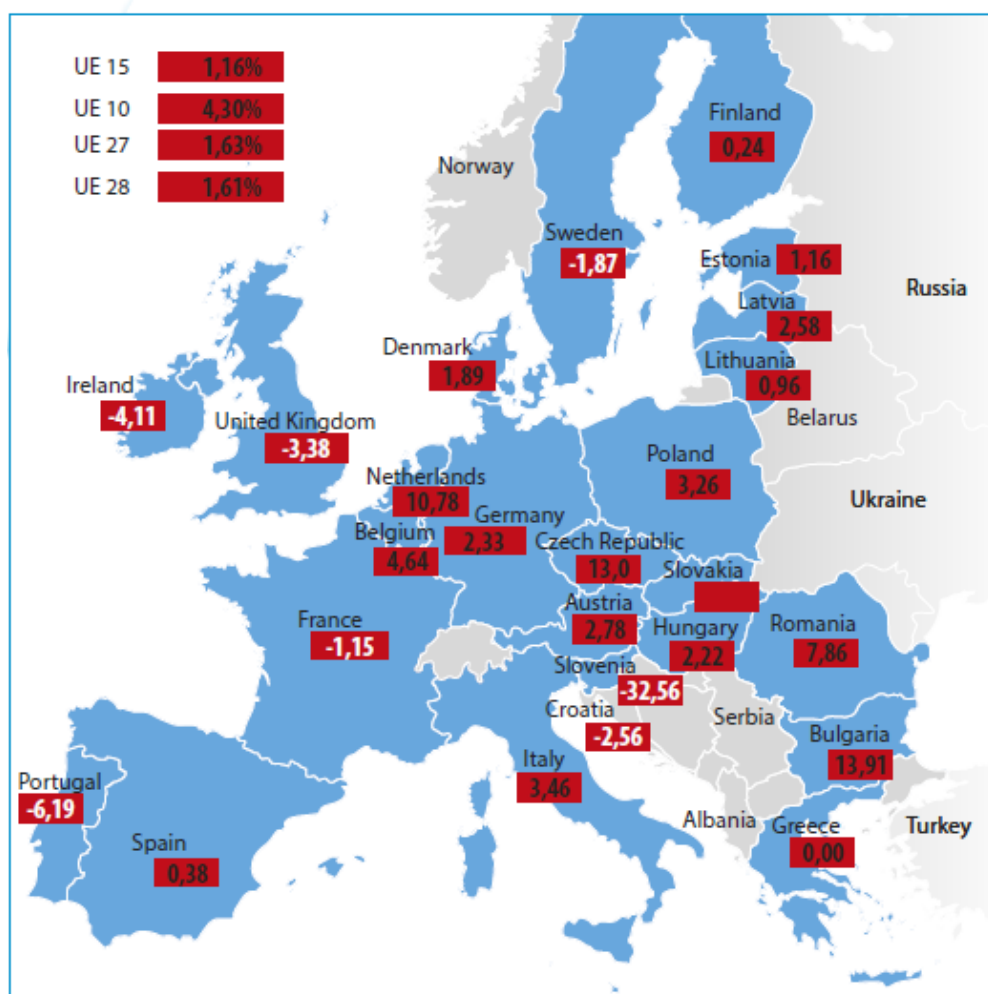 UE 15 1,16%
UE 10 4,30%
UE 27 1,63%
UE 28 1,61%
Finland
0,24
Norway
Sweden
-1,87
Estonia 1,16
Russia
Latvia
2,58
Denmark
1,89
Lithuania
0,96
Ireland
-4,11
United Kingdom
-3,38
Belarus
Poland
3,26
Netherlands
10,78
Ukraine
Germany
2,33
Belgium
4,64
Czech Republic
13,0
Slovakia
Austria
2,78
France
-1,15
Hungary
2,22
Romania
7,86
Slovenia
-32,56
Croatia
-2,56
Serbia
Bulgaria
13,91
Italy
3,46
Portugal
-6,19
Albania
Greece
0,00
Turkey
Spain
0,38